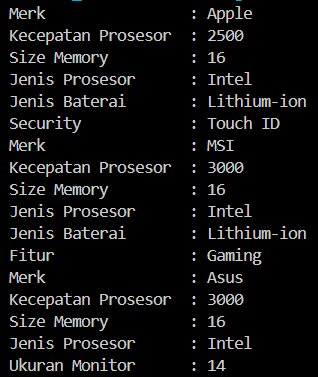 Merk : Apple
Kecepatan Prosesor : 2500
Size Memory : 16
Jenis Prosesor : Intel
Jenis Baterai : Lithium-ion
Security : Touch ID
Merk : MSI
Kecepatan Prosesor : 3000
Size Memory : 16
Jenis Prosesor : Intel
Jenis Baterai : Lithium-ion
Fitur : Gaming
Merk : Asus
Kecepatan Prosesor : 3000
Size Memory : 16
Jenis Prosesor : Intel
Ukuran Monitor : 14